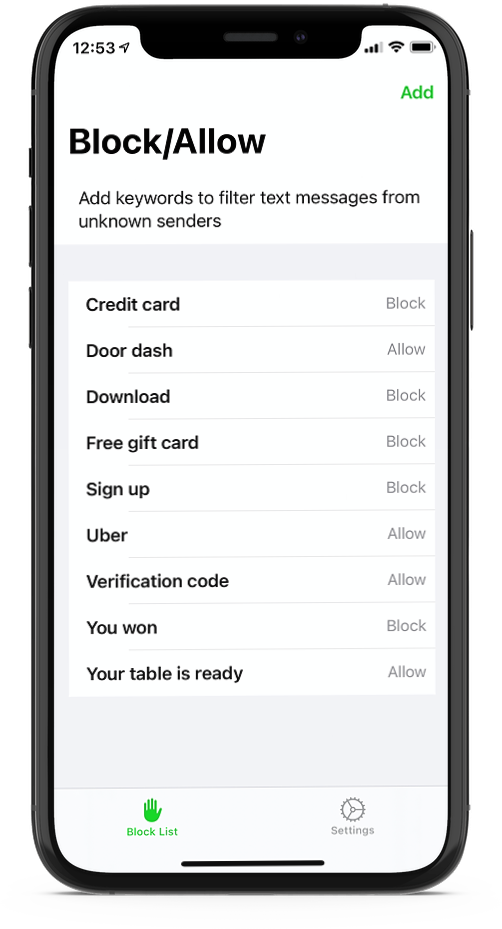 12:53
Add
Block/Allow
Add keywords to filter text messages from
unknown senders
Credit card Block
Door dash Allow
Download Block
Free gift card Block
Sign up Block
Uber Allow
Verification code Allow
You won Block
Your table is ready Allow
Block List Settings